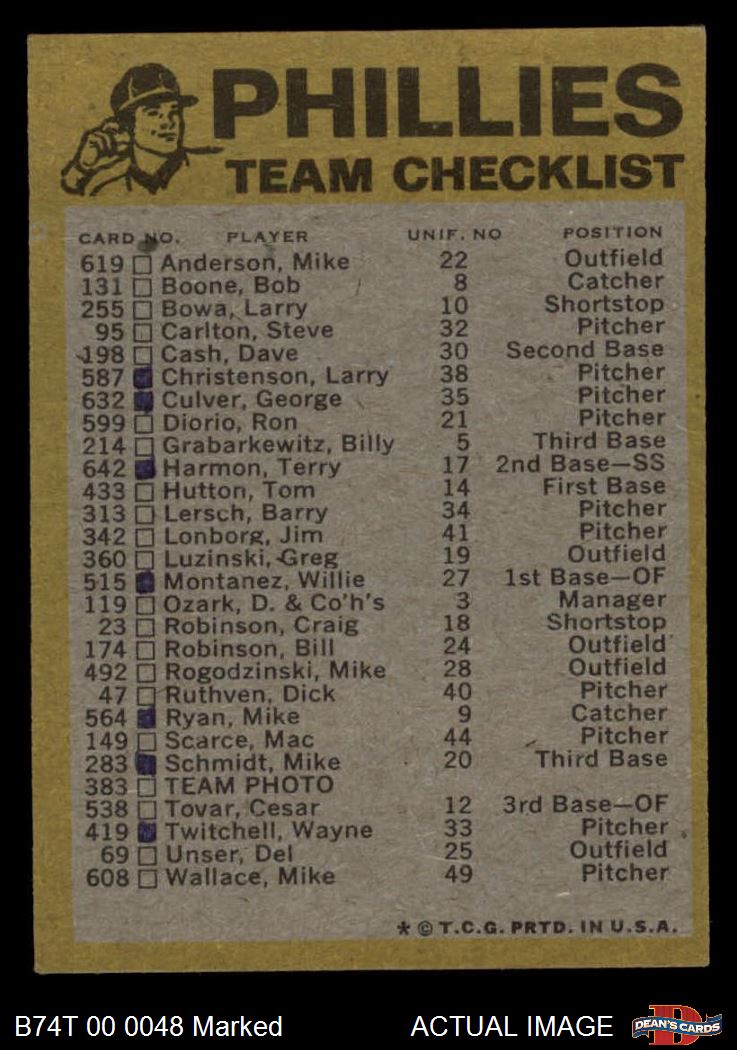 PHILLIES
TEAM CHECKLIST
CARD NO. PLAYER UNIF. NO POSITION
619 Anderson, Mike 22 Outfield
131 Boone, Bob 8 Catcher
255 Bowa, Larry 10 Shortstop
95 Carlton, Steve 32 Pitcher
198 Cash, Dave 30 Second Base
587 Christenson, Larry 38 Pitcher
632 Culver, George 35 Pitcher
599 Diorio, Ron 21 Pitcher
214 Grabarkewitz, Billy 5 Third Base
642 Harmon, Terry 17 2nd Base—SS
433 Hutton, Tom 14 First Base
313 Lersch, Barry 34 Pitcher
342 Lonborg, Jim 41 Pitcher
360 Luzinski, Greg 19 Outfield
515 Montanez, Willie 27 1st Base—OF
119 Ozark, D. & Co'h's 3 Manager
23 Robinson, Craig 18 Shortstop
174 Robinson, Bill 24 Outfield
492 Rogodzinski, Mike 28 Outfield
47 Ruthven, Dick 40 Pitcher
564 Ryan, Mike 9 Catcher
149 Scarce, Mac 44 Pitcher
283 Schmidt, Mike 20 Third Base
383 TEAM PHOTO
538 Tovar, Cesar 12 3rd Base—OF
419 Twitchell, Wayne 33 Pitcher
69 Unser, Del 25 Outfield
608 Wallace, Mike 49 Pitcher
* © T.C.G. PRTD. IN U.S.A.
B74T 00 0048 Marked ACTUAL IMAGE
D
DEAN'S CARDS